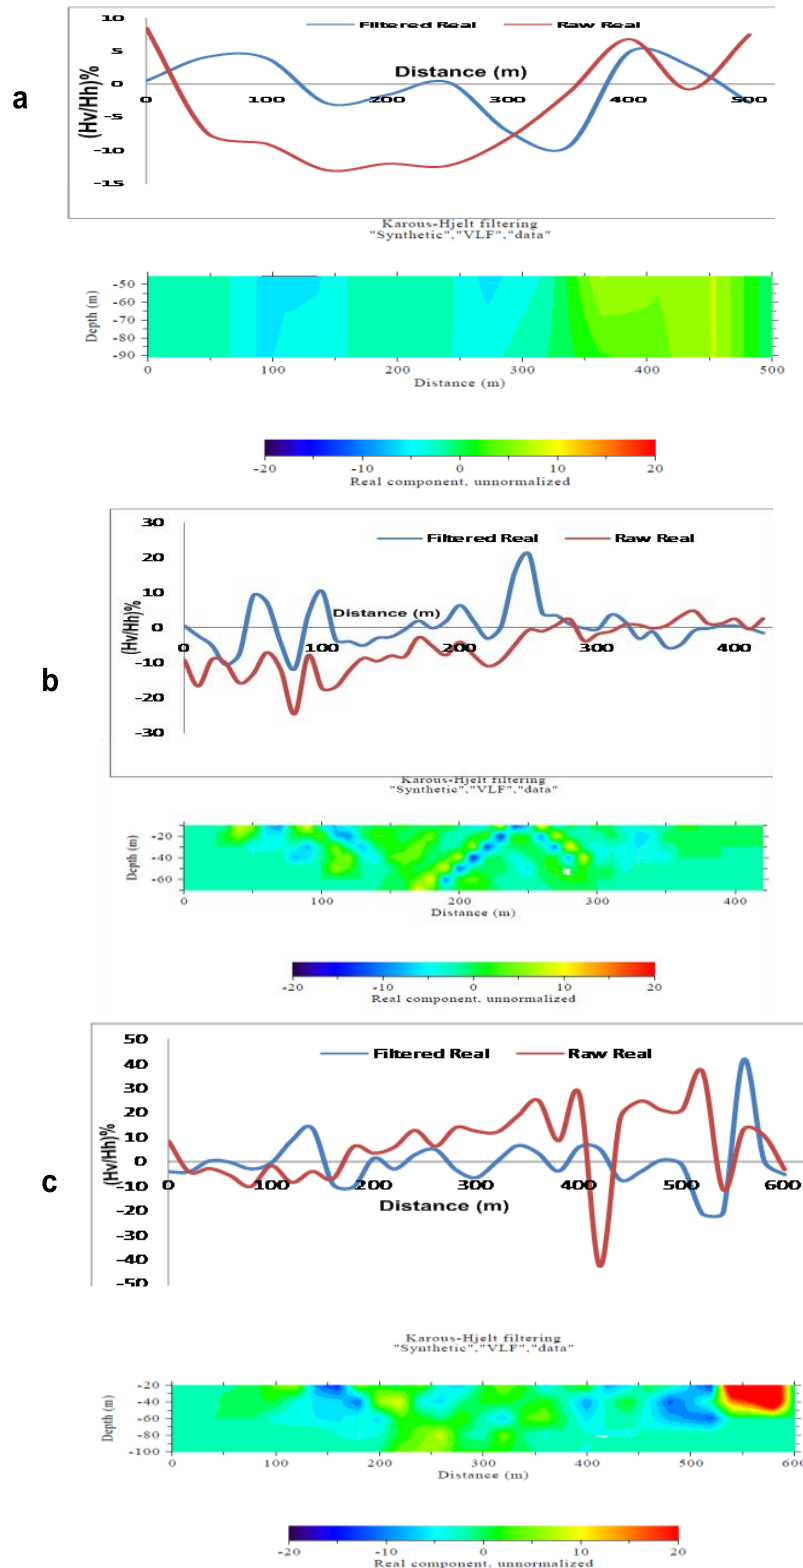 a
(Hv/Hh)%
10
5
0
-5
-10
-15
Filtered Real Raw Real
Distance (m)
0 100 200 300 400 500
Karous-Hjelt filtering
"Synthetic","VLF","data"
Depth (m)
-50
-60
-70
-80
-90
0 100 200 300 400 500
Distance (m)
-20 -10 0 10 20
Real component, unnormalized
b
(Hv/Hh)%
30
20
10
0
-10
-20
-30
Filtered Real Raw Real
Distance (m)
0 100 200 300 400
Karous-Hjelt filtering
"Synthetic","VLF","data"
Depth (m)
-20
-40
-60
100 200 300 400
Distance (m)
-20 -10 0 10 20
Real component, unnormalized
c
(Hv/Hh)%
50
40
30
20
10
0
-10
-20
-30
-40
-50
Filtered Real Raw Real
0 100 200 300 400 500 600
Distance (m)
Karous-Hjelt filtering
"Synthetic","VLF","data"
Depth (m)
-20
-40
-60
-80
-100
0 100 200 300 400 500 600
Distance (m)
-20 -10 0 10 20
Real component, unnormalized